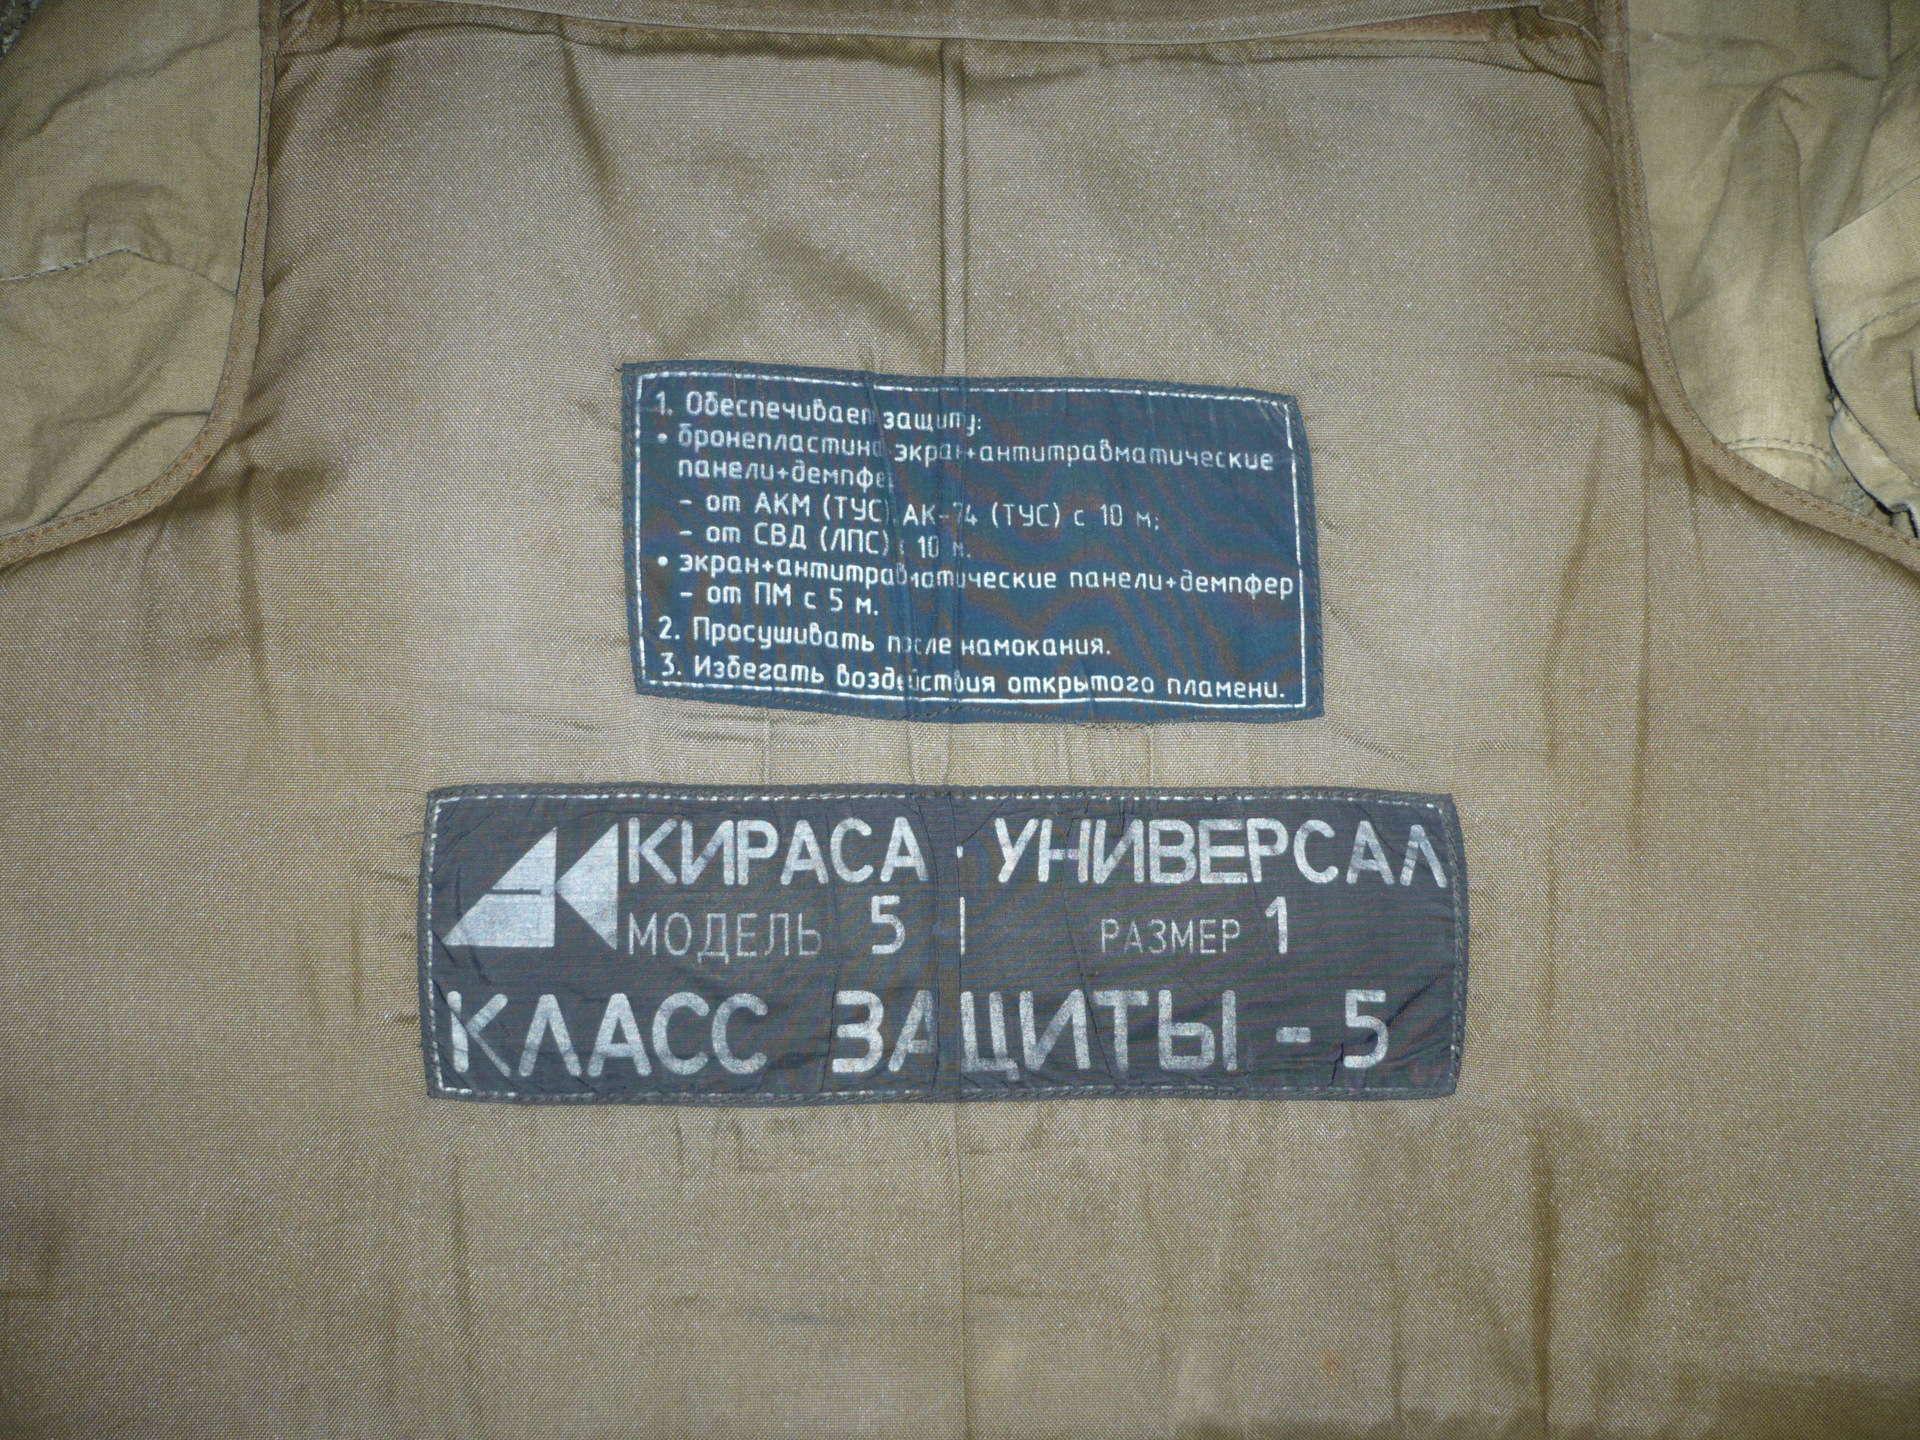 1. Обеспечивает защиту:
• бронепластина экран+антитравматические
панели+демпфер
- от АКМ (ТУС) АК-74 (ТУС) с 10 м;
- от СВД (ЛПС) с 10 м.
• экран+антитравматические панели+демпфер
- от ПМ с 5 м.
2. Просушивать после намокания.
3. Избегать воздействия открытого пламени.
КИРАСА - УНИВЕРСАЛ
МОДЕЛЬ 5 РАЗМЕР 1
КЛАСС ЗАЩИТЫ - 5